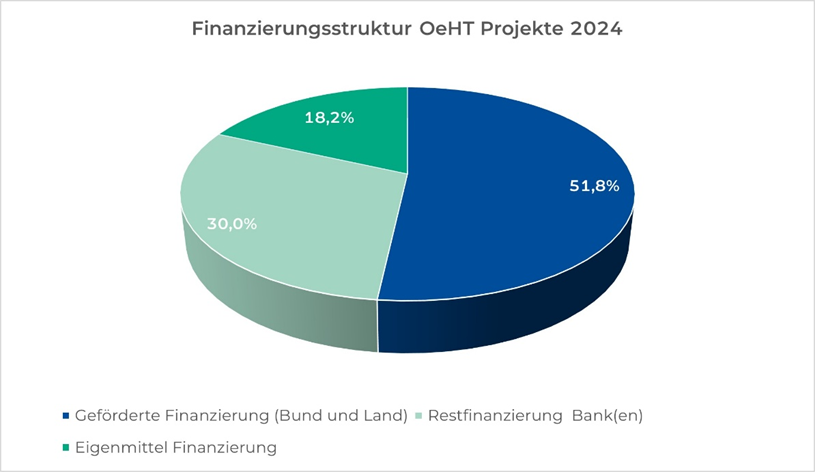 Finanzierungsstruktur OeHT Projekte 2024
18,2%
51,8%
30,0%
Geförderte Finanzierung (Bund und Land) Restfinanzierung Bank(en)
Eigenmittel Finanzierung